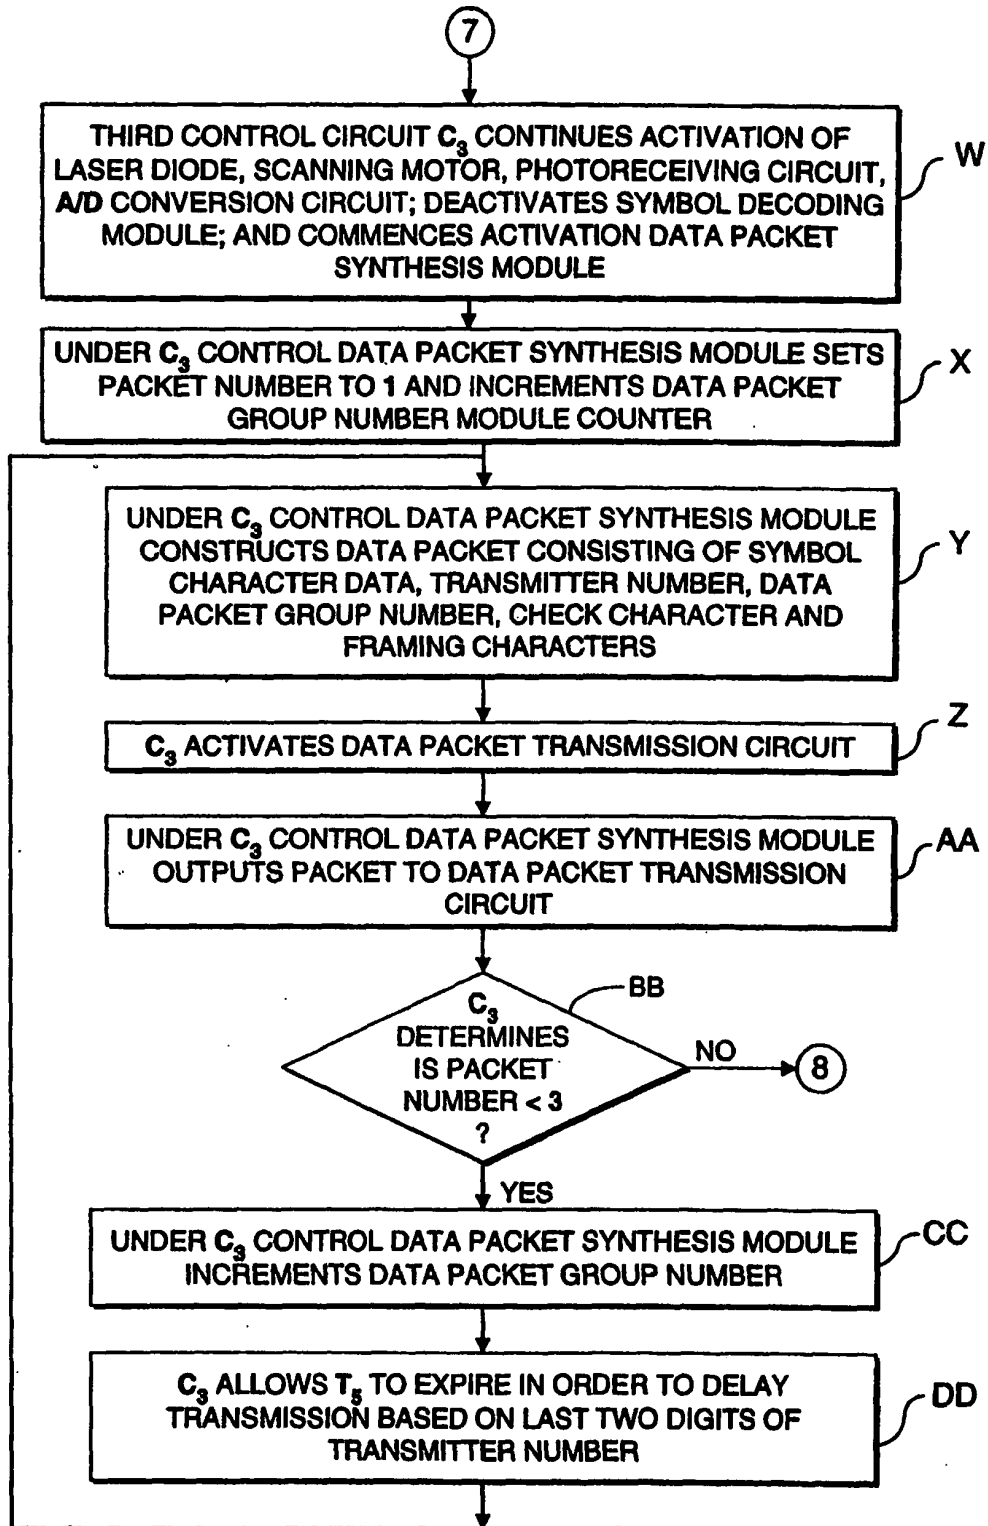 7
THIRD CONTROL CIRCUIT C₃ CONTINUES ACTIVATION OF
LASER DIODE, SCANNING MOTOR, PHOTORECEIVING CIRCUIT,
A/D CONVERSION CIRCUIT; DEACTIVATES SYMBOL DECODING
MODULE; AND COMMENCES ACTIVATION DATA PACKET
SYNTHESIS MODULE
W
UNDER C₃ CONTROL DATA PACKET SYNTHESIS MODULE SETS
PACKET NUMBER TO 1 AND INCREMENTS DATA PACKET
GROUP NUMBER MODULE COUNTER
X
UNDER C₃ CONTROL DATA PACKET SYNTHESIS MODULE
CONSTRUCTS DATA PACKET CONSISTING OF SYMBOL
CHARACTER DATA, TRANSMITTER NUMBER, DATA
PACKET GROUP NUMBER, CHECK CHARACTER AND
FRAMING CHARACTERS
Y
C₃ ACTIVATES DATA PACKET TRANSMISSION CIRCUIT
Z
UNDER C₃ CONTROL DATA PACKET SYNTHESIS MODULE
OUTPUTS PACKET TO DATA PACKET TRANSMISSION
CIRCUIT
AA
C₃
DETERMINES
IS PACKET
NUMBER < 3
?
BB
NO
8
YES
UNDER C₃ CONTROL DATA PACKET SYNTHESIS MODULE
INCREMENTS DATA PACKET GROUP NUMBER
CC
C₃ ALLOWS T₅ TO EXPIRE IN ORDER TO DELAY
TRANSMISSION BASED ON LAST TWO DIGITS OF
TRANSMITTER NUMBER
DD